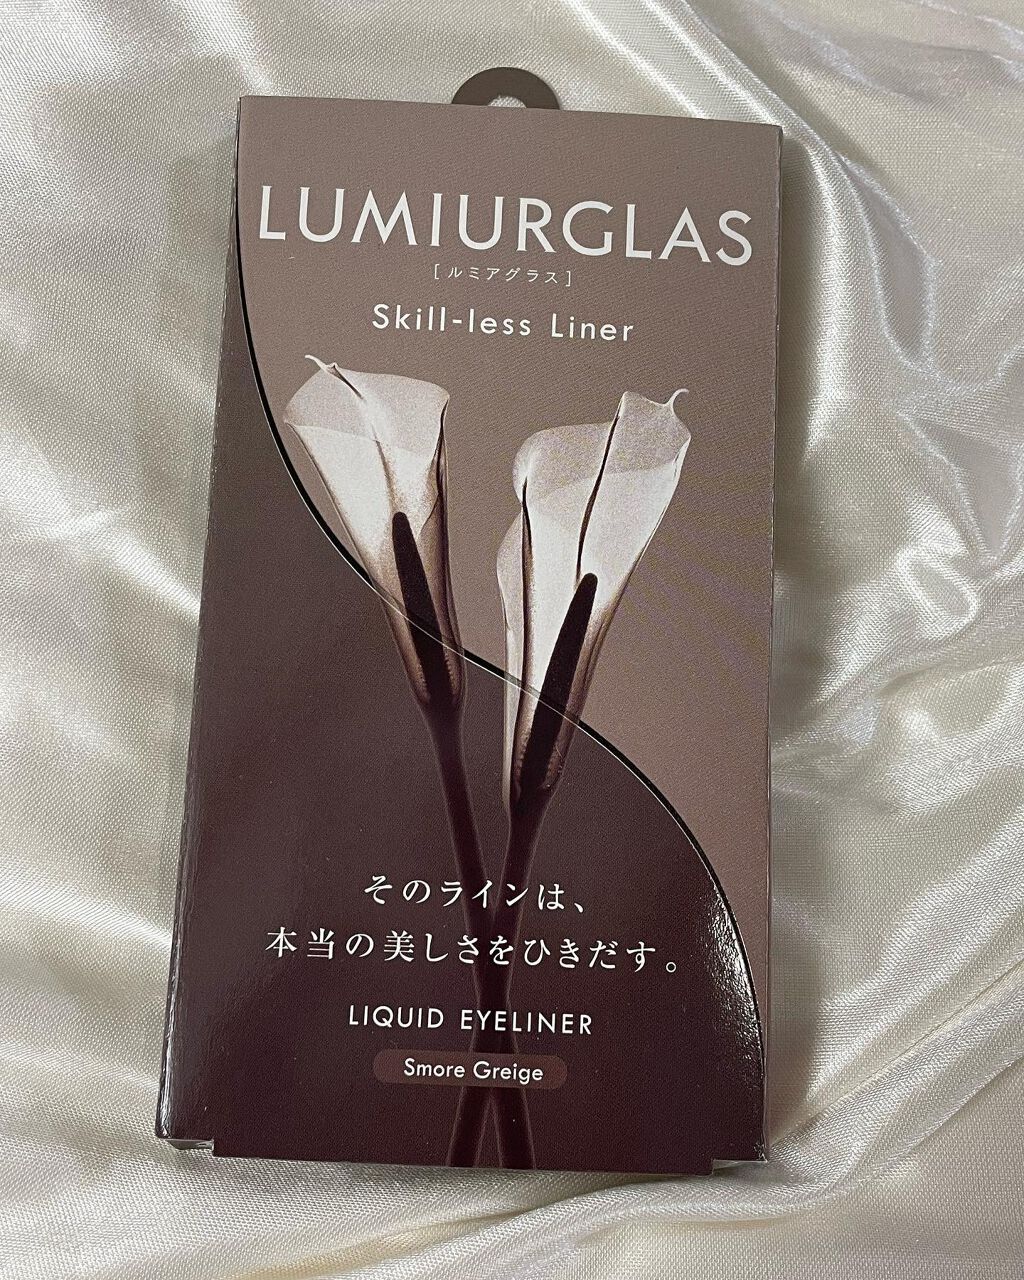 LUMIURGLAS
[ルミアグラス]
Skill-less Liner
そのラインは、
本当の美しさをひきだす。
LIQUID EYELINER
Smore Greige